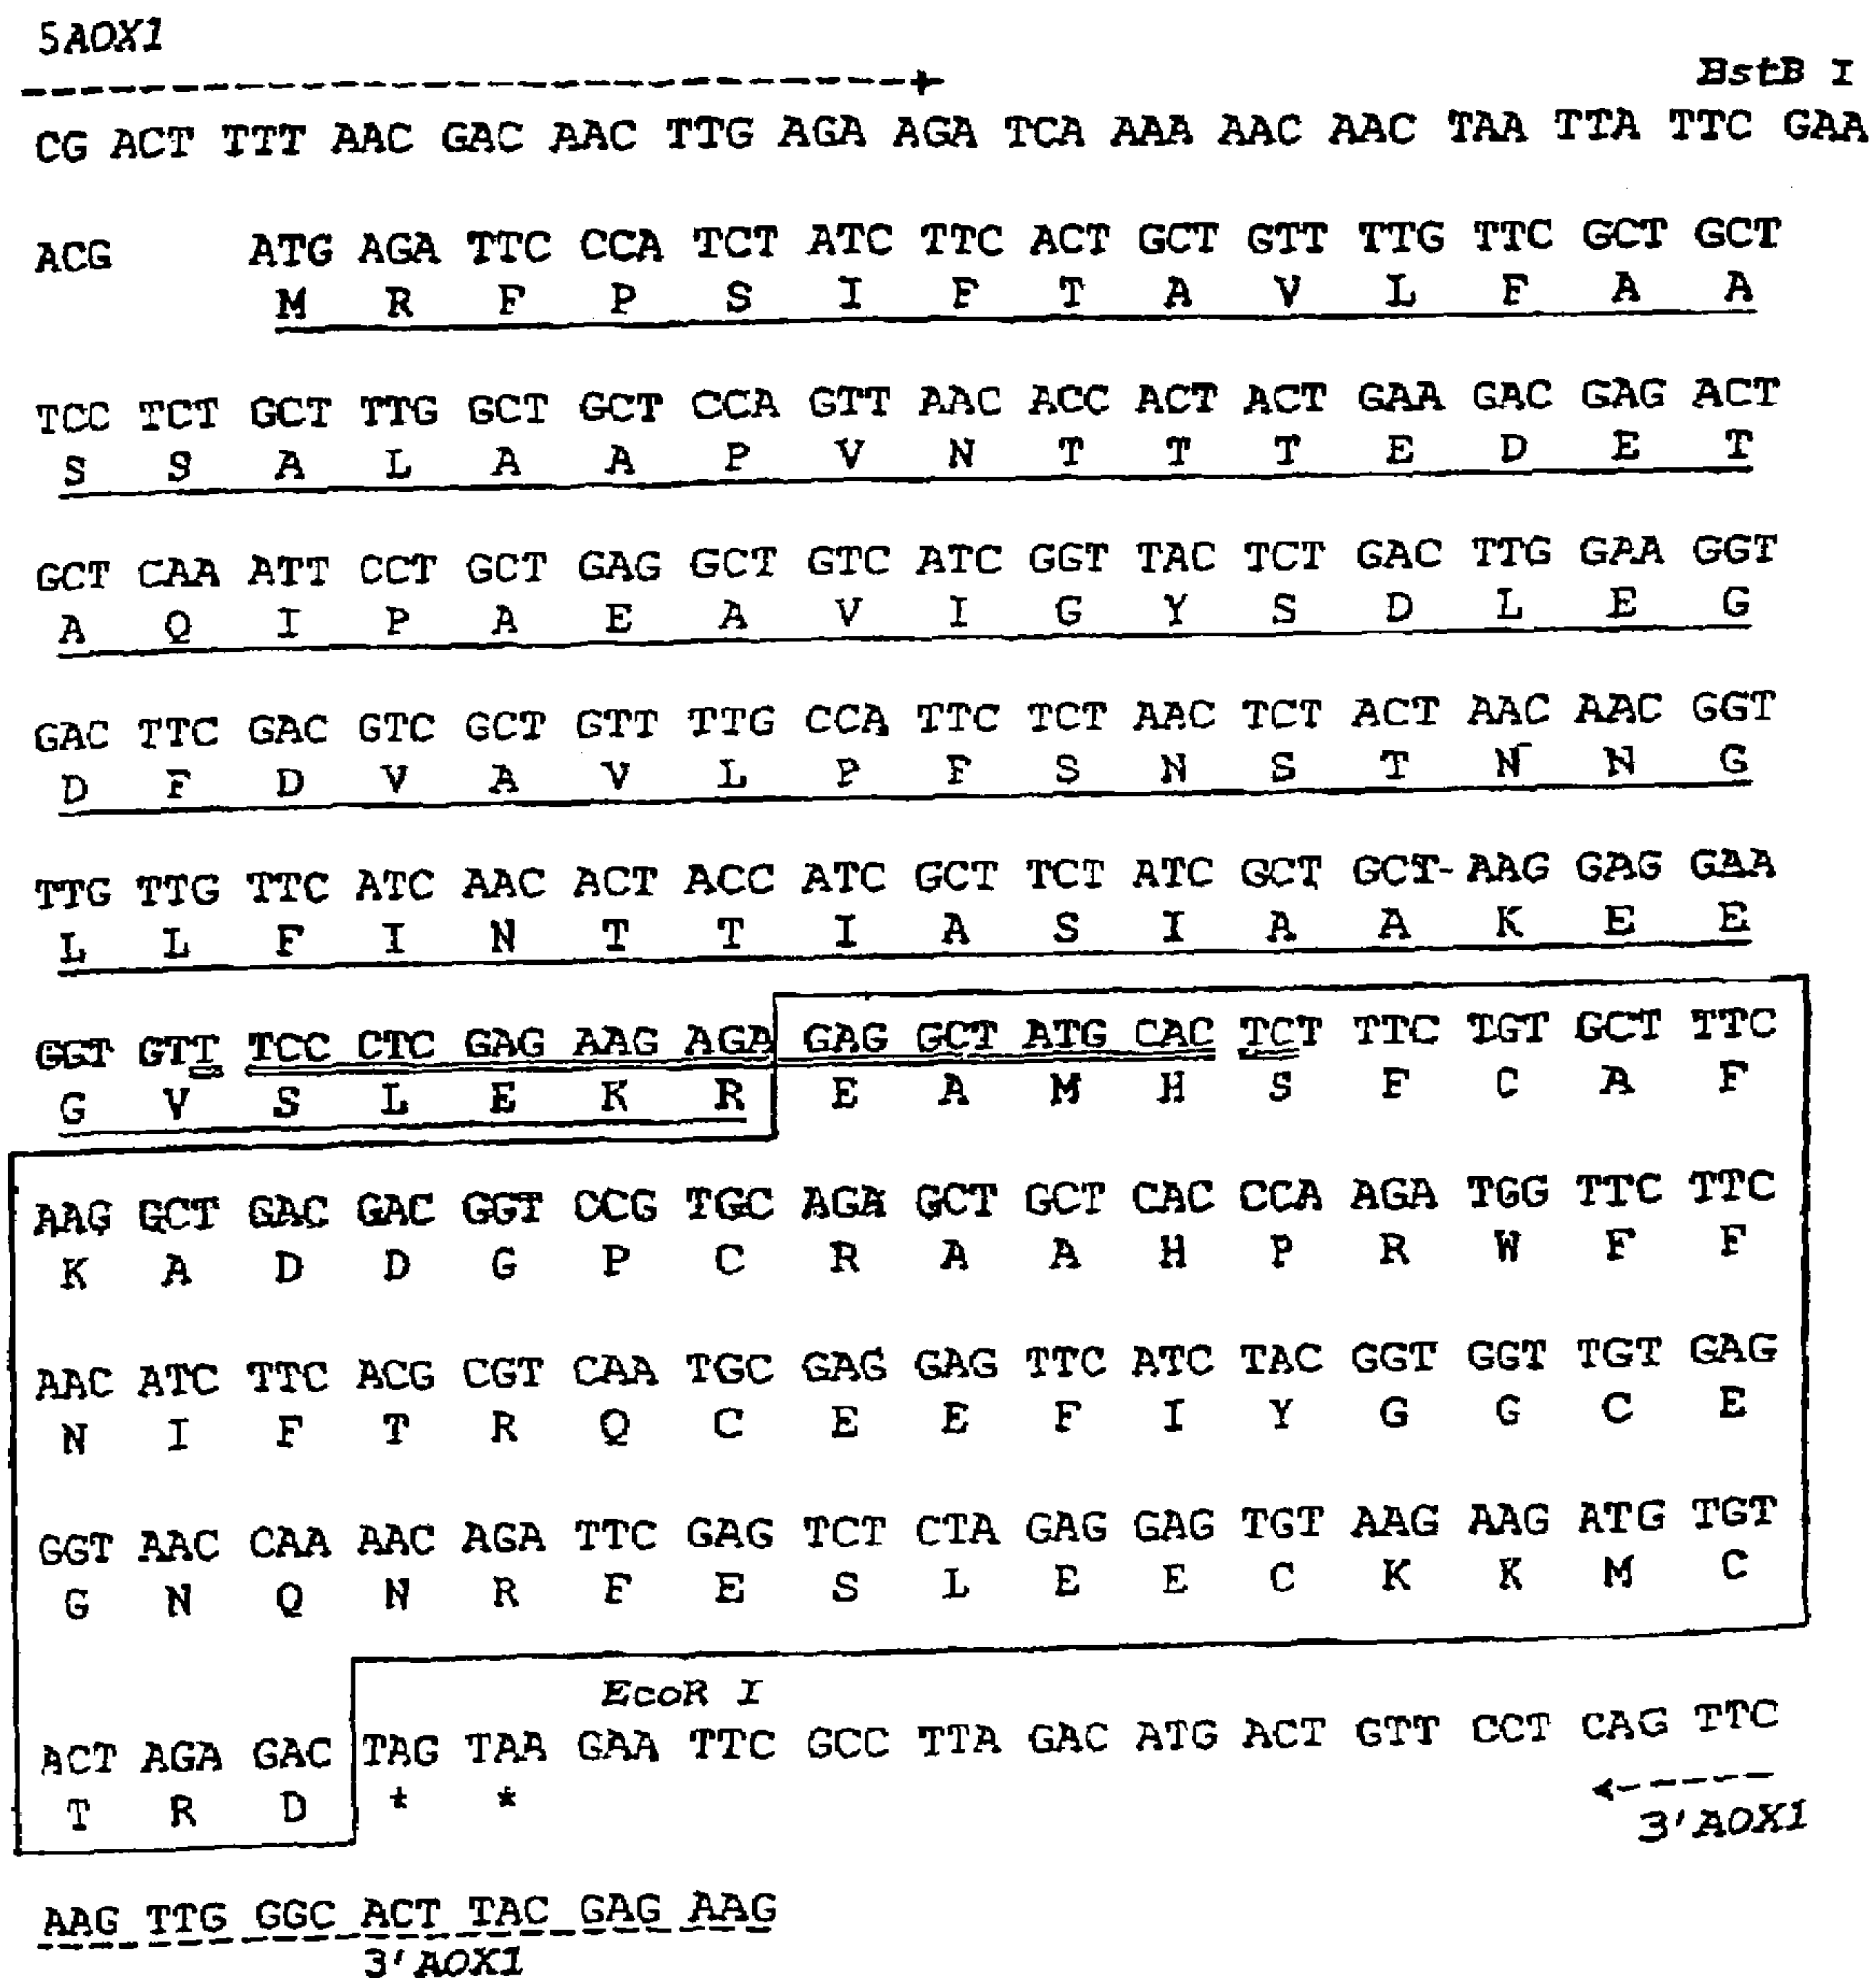 5AOX1
BstB I
CG ACT TTT AAC GAC AAC TTG AGA AGA TCA AAA AAC AAC TAA TTA TTC GAA
ACG ATG AGA TTC CCA TCT ATC TTC ACT GCT GTT TTG TTC GCT GCT
M R F P S I F T A V L F A A
TCC TCT GCT TTG GCT GCT CCA GTT AAC ACC ACT ACT GAA GAC GAG ACT
S S A L A A P V N T T T E D E T
GCT CAA ATT CCT GCT GAG GCT GTC ATC GGT TAC TCT GAC TTG GAA GGT
A Q I P A E A V I G Y S D L E G
GAC TTC GAC GTC GCT GTT TTG CCA TTC TCT AAC TCT ACT AAC AAC GGT
D F D V A V L P F S N S T N N G
TTG TTG TTC ATC AAC ACT ACC ATC GCT TCT ATC GCT GCT- AAG GAG GAA
L L F I N T T I A S I A A K E E
GGT GTT TCC CTC GAG AAG AGA GAG GCT ATG CAC TCT TTC TGT GCT TTC
G V S L E K R E A M H S F C A F
AAG GCT GAC GAC GGT CCG TGC AGA GCT GCT CAC CCA AGA TGG TTC TTC
K A D D G P C R A A H P R W F F
AAC ATC TTC ACG CGT CAA TGC GAG GAG TTC ATC TAC GGT GGT TGT GAG
N I F T R Q C E E F I Y G G C E
GGT AAC CAA AAC AGA TTC GAG TCT CTA GAG GAG TGT AAG AAG ATG TGT
G N Q N R F E S L E E C K K M C
EcoR I
ACT AGA GAC TAG TAA GAA TTC GCC TTA GAC ATG ACT GTT CCT CAG TTC
T R D * *
3'AOX1
AAG TTG GGC ACT TAC GAG AAG
3'AOX1